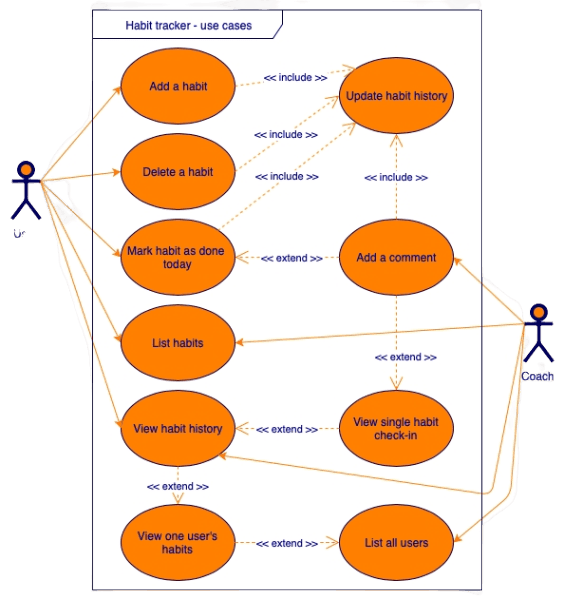 Habit tracker - use cases
Add a habit
<< include >>
Update habit history
<< include >>
Delete a habit
<< include >>
<< include >>
Mark habit as done
today
<< extend >>
Add a comment
List habits
<< extend >>
Coach
View habit history
<< extend >>
View single habit
check-in
<< extend >>
View one user's
habits
<< extend >>
List all users